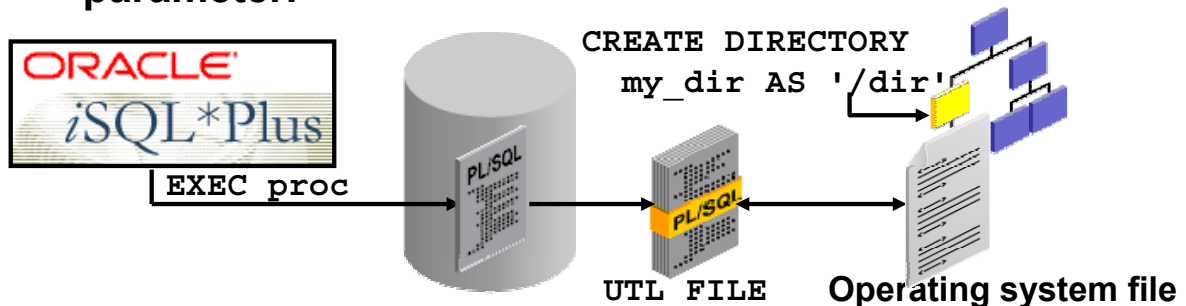 parameter.
ORACLE
iSQL*Plus
CREATE DIRECTORY
my_dir AS '/dir'
EXEC proc
PL/SQL
PL/SQL
UTL FILE
Operating system file